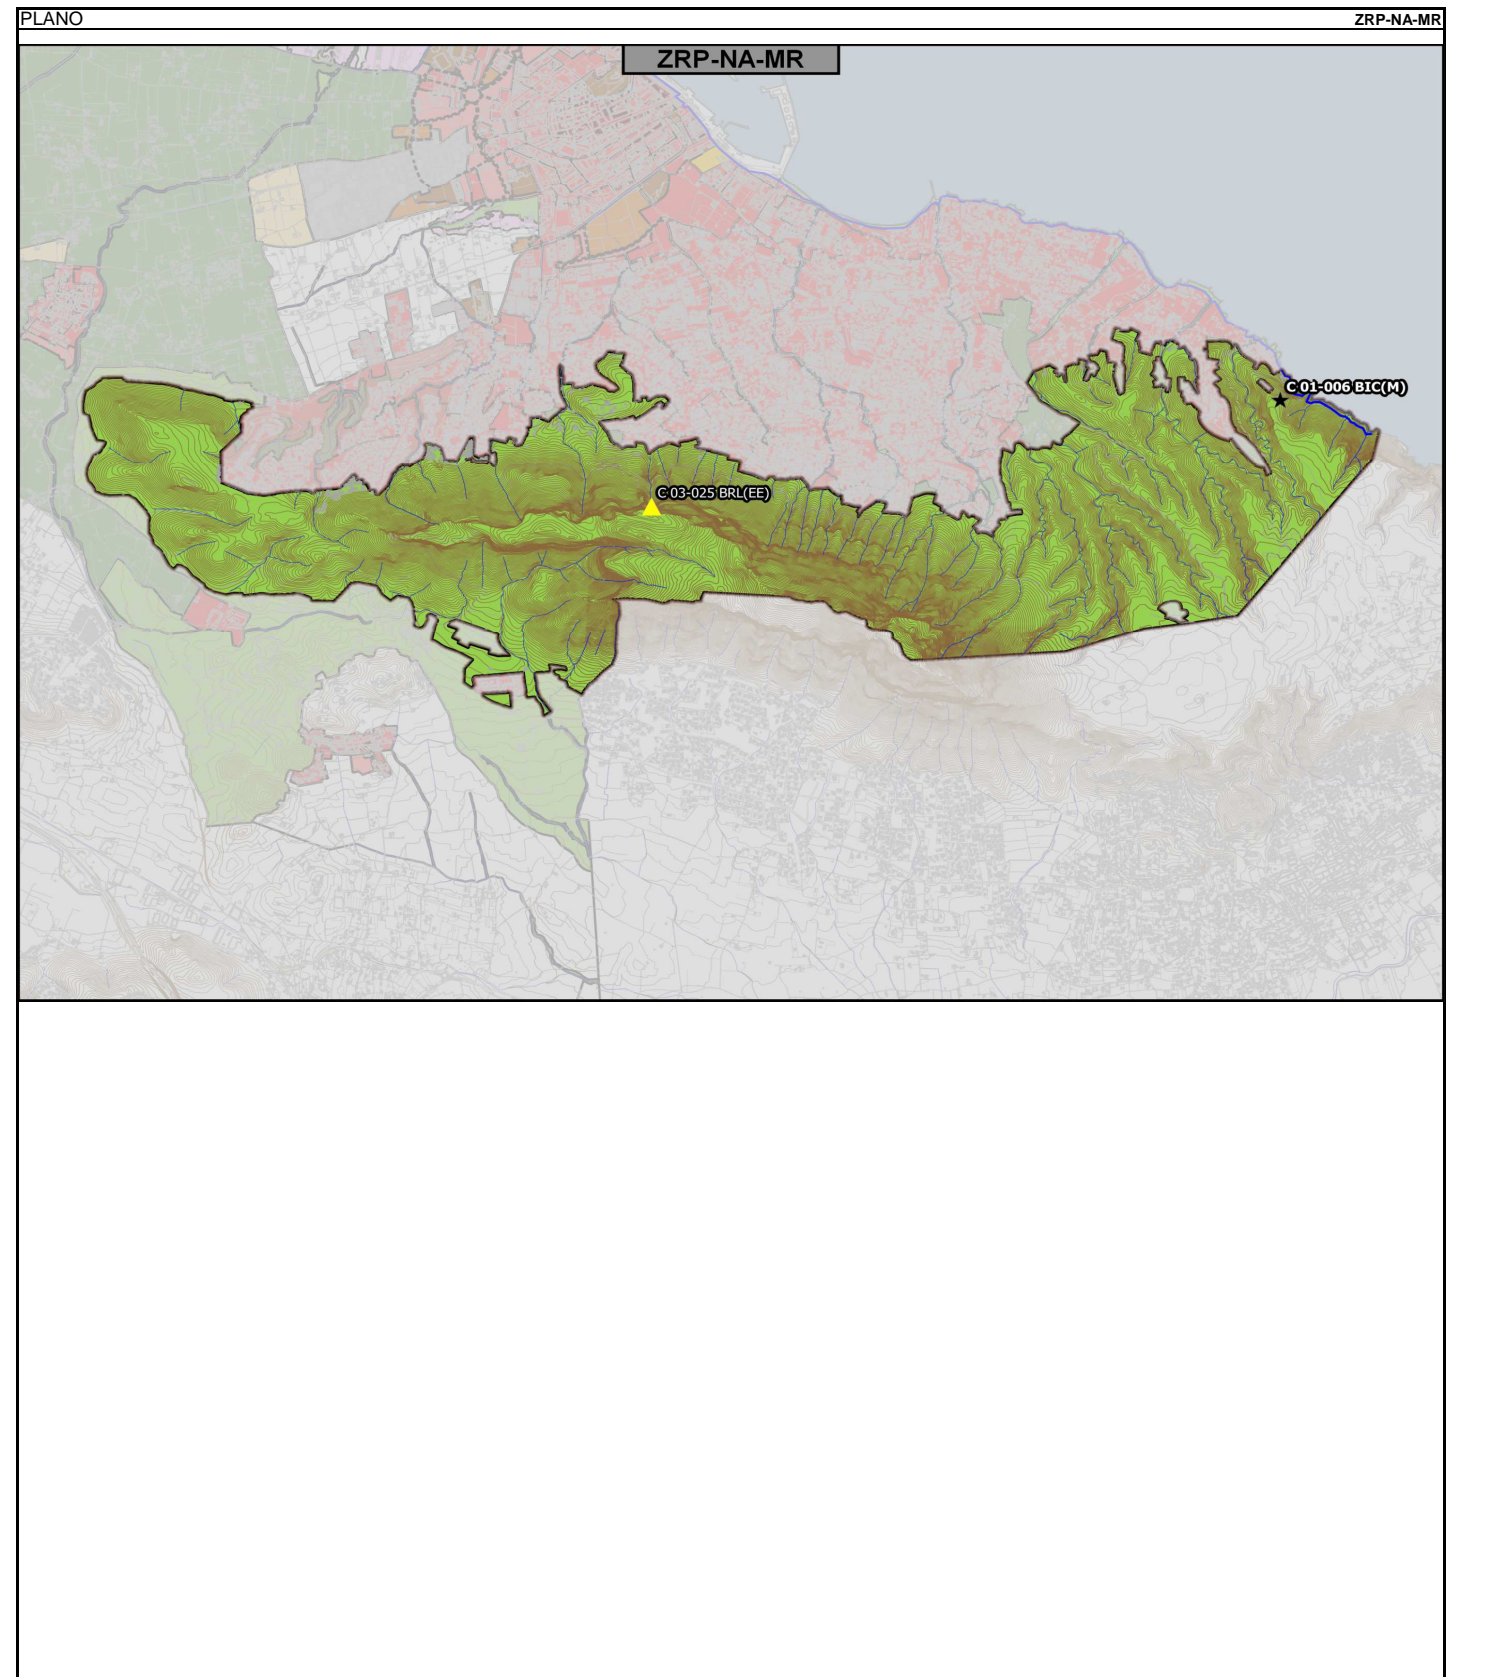 PLANO
ZRP-NA-MR
ZRP-NA-MR
C 01-006 BIC(M)
C 03-025 BRL(EE)